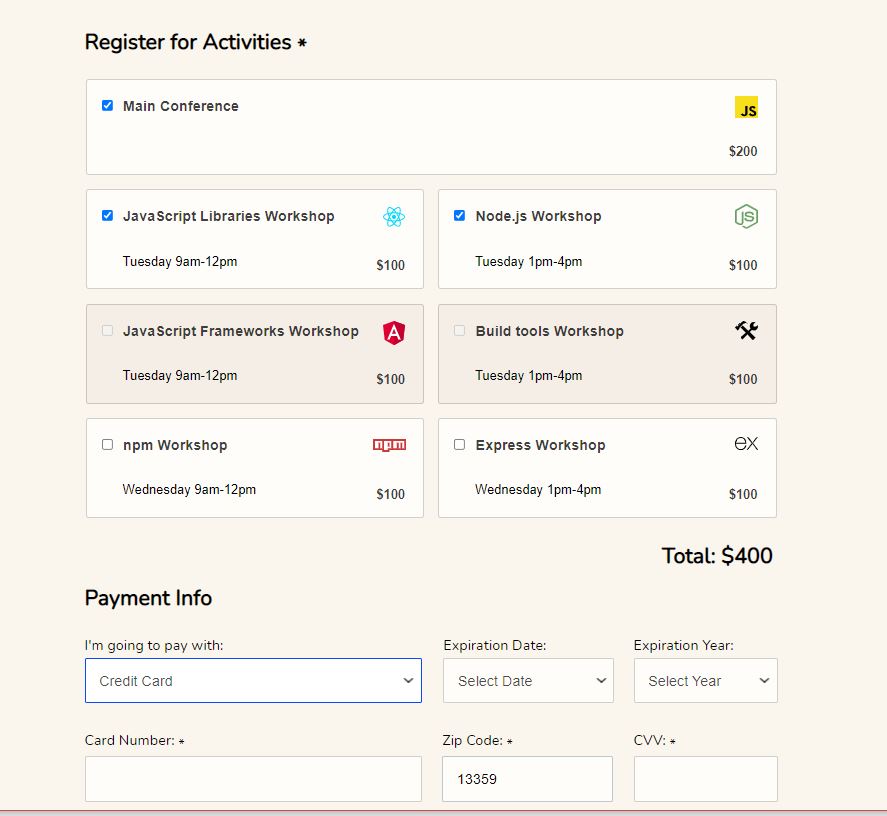 Register for Activities *
Main Conference
JS
$200
JavaScript Libraries Workshop
Tuesday 9am-12pm
$100
Node.js Workshop
JS
Tuesday 1pm-4pm
$100
JavaScript Frameworks Workshop
A
Tuesday 9am-12pm
$100
Build tools Workshop
Tuesday 1pm-4pm
$100
npm Workshop
npm
Wednesday 9am-12pm
$100
Express Workshop
ex
Wednesday 1pm-4pm
$100
Total: $400
Payment Info
I'm going to pay with:
Credit Card
Expiration Date:
Select Date
Expiration Year:
Select Year
Card Number: *
Zip Code: *
13359
CVV: *